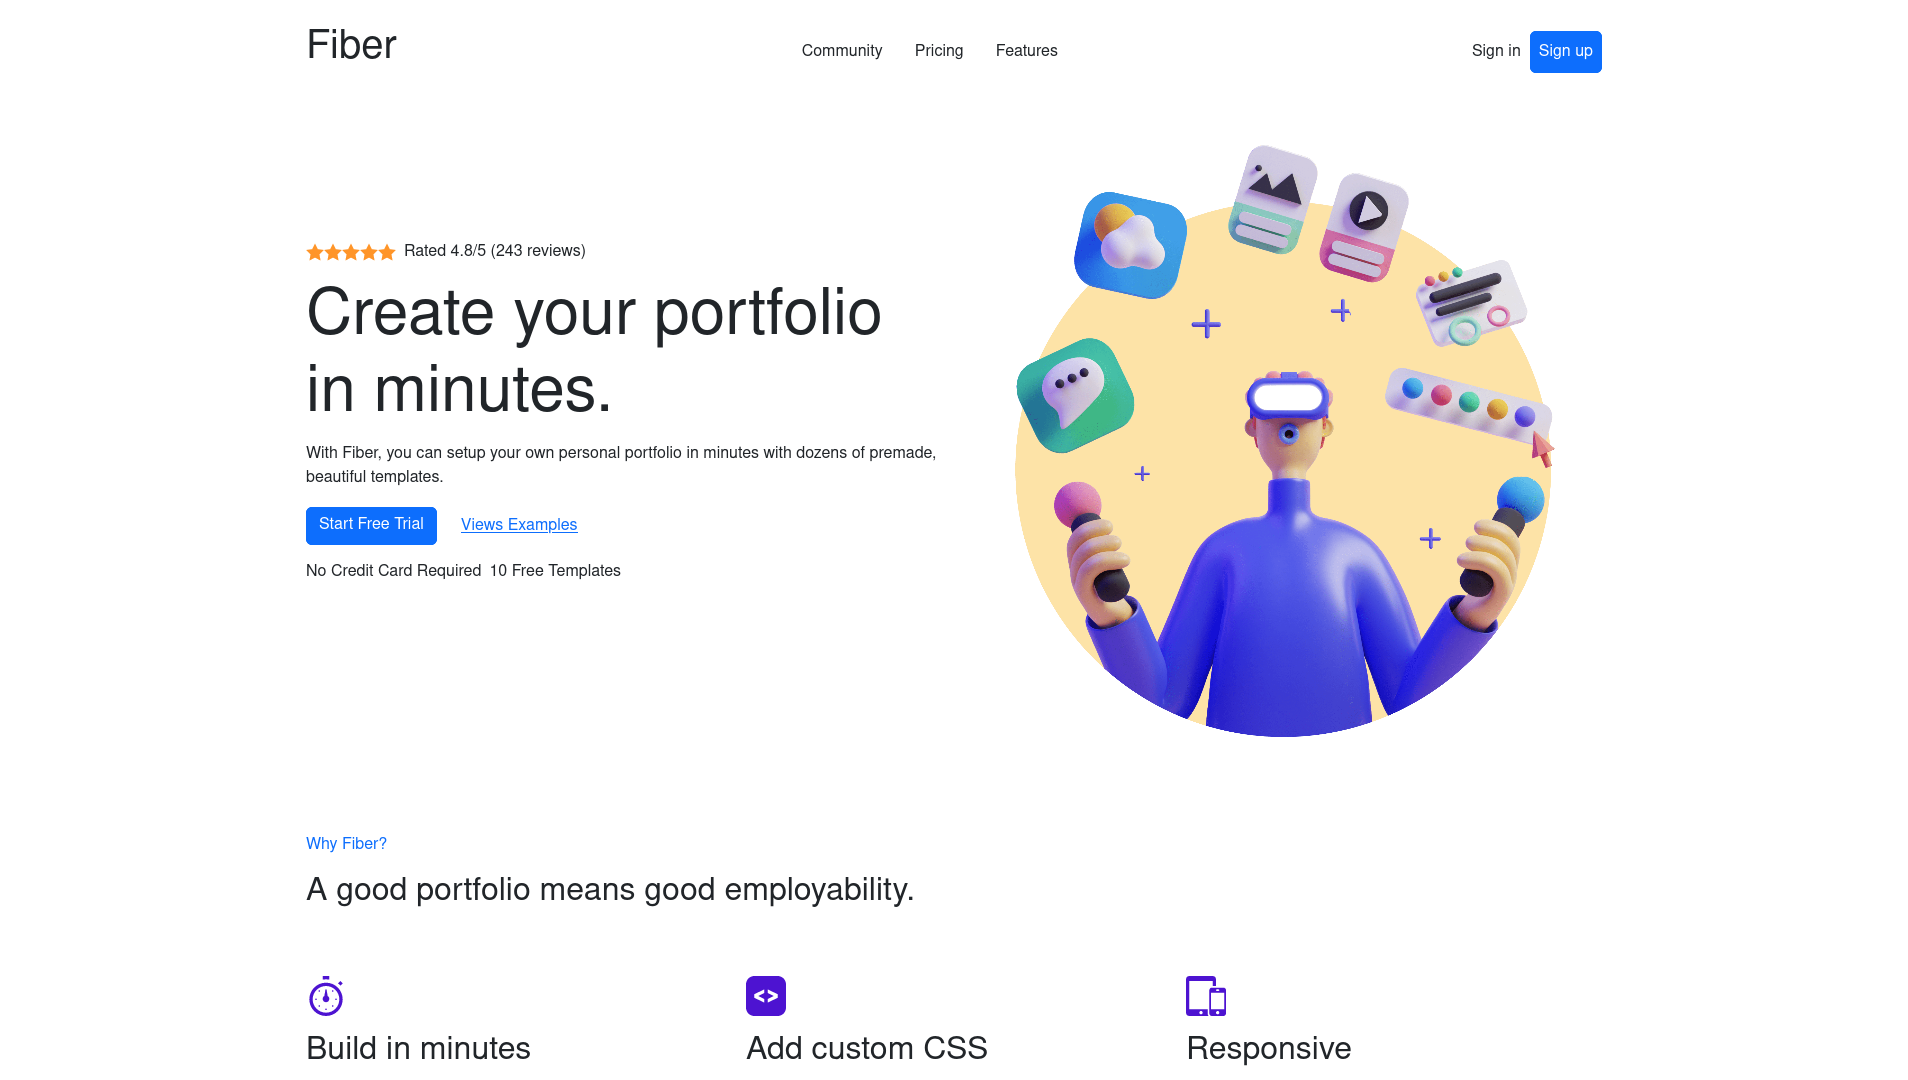 Fiber
Community Pricing Features
Sign in Sign up
Rated 4.8/5 (243 reviews)
Create your portfolio
in minutes.
With Fiber, you can setup your own personal portfolio in minutes with dozens of premade,
beautiful templates.
Start Free Trial Views Examples
No Credit Card Required 10 Free Templates
Why Fiber?
A good portfolio means good employability.
Build in minutes
Add custom CSS
Responsive